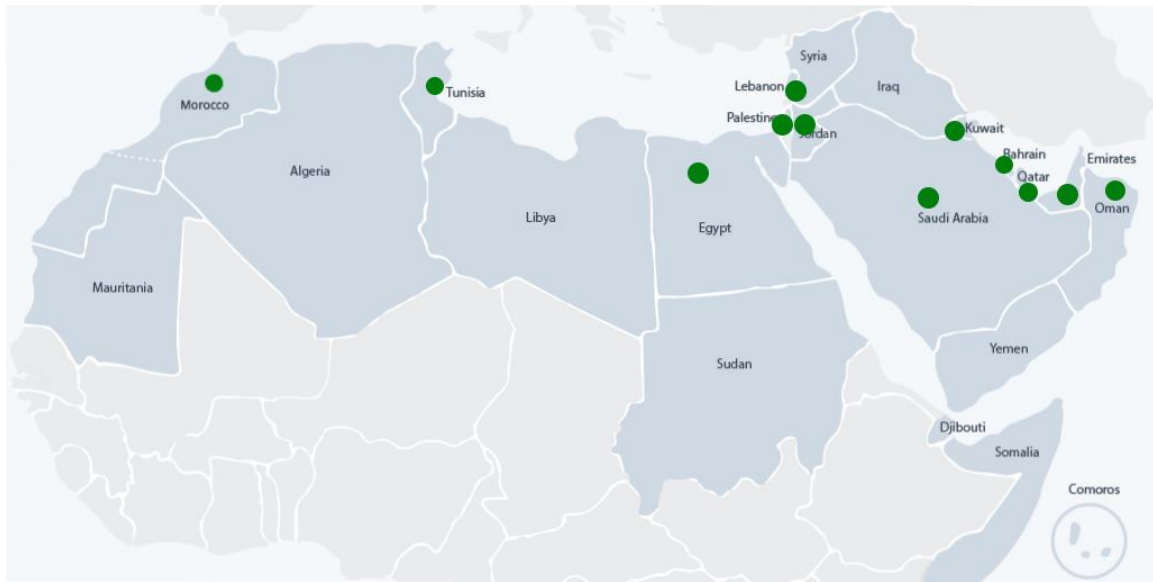 Syria
Lebanon
Iraq
Morocco
Tunisia
Palestine
Jordan
Kuwait
Bahrain
Emirates
Algeria
Qatar
Oman
Libya
Egypt
Saudi Arabia
Mauritania
Yemen
Sudan
Djibouti
Somalia
Comoros